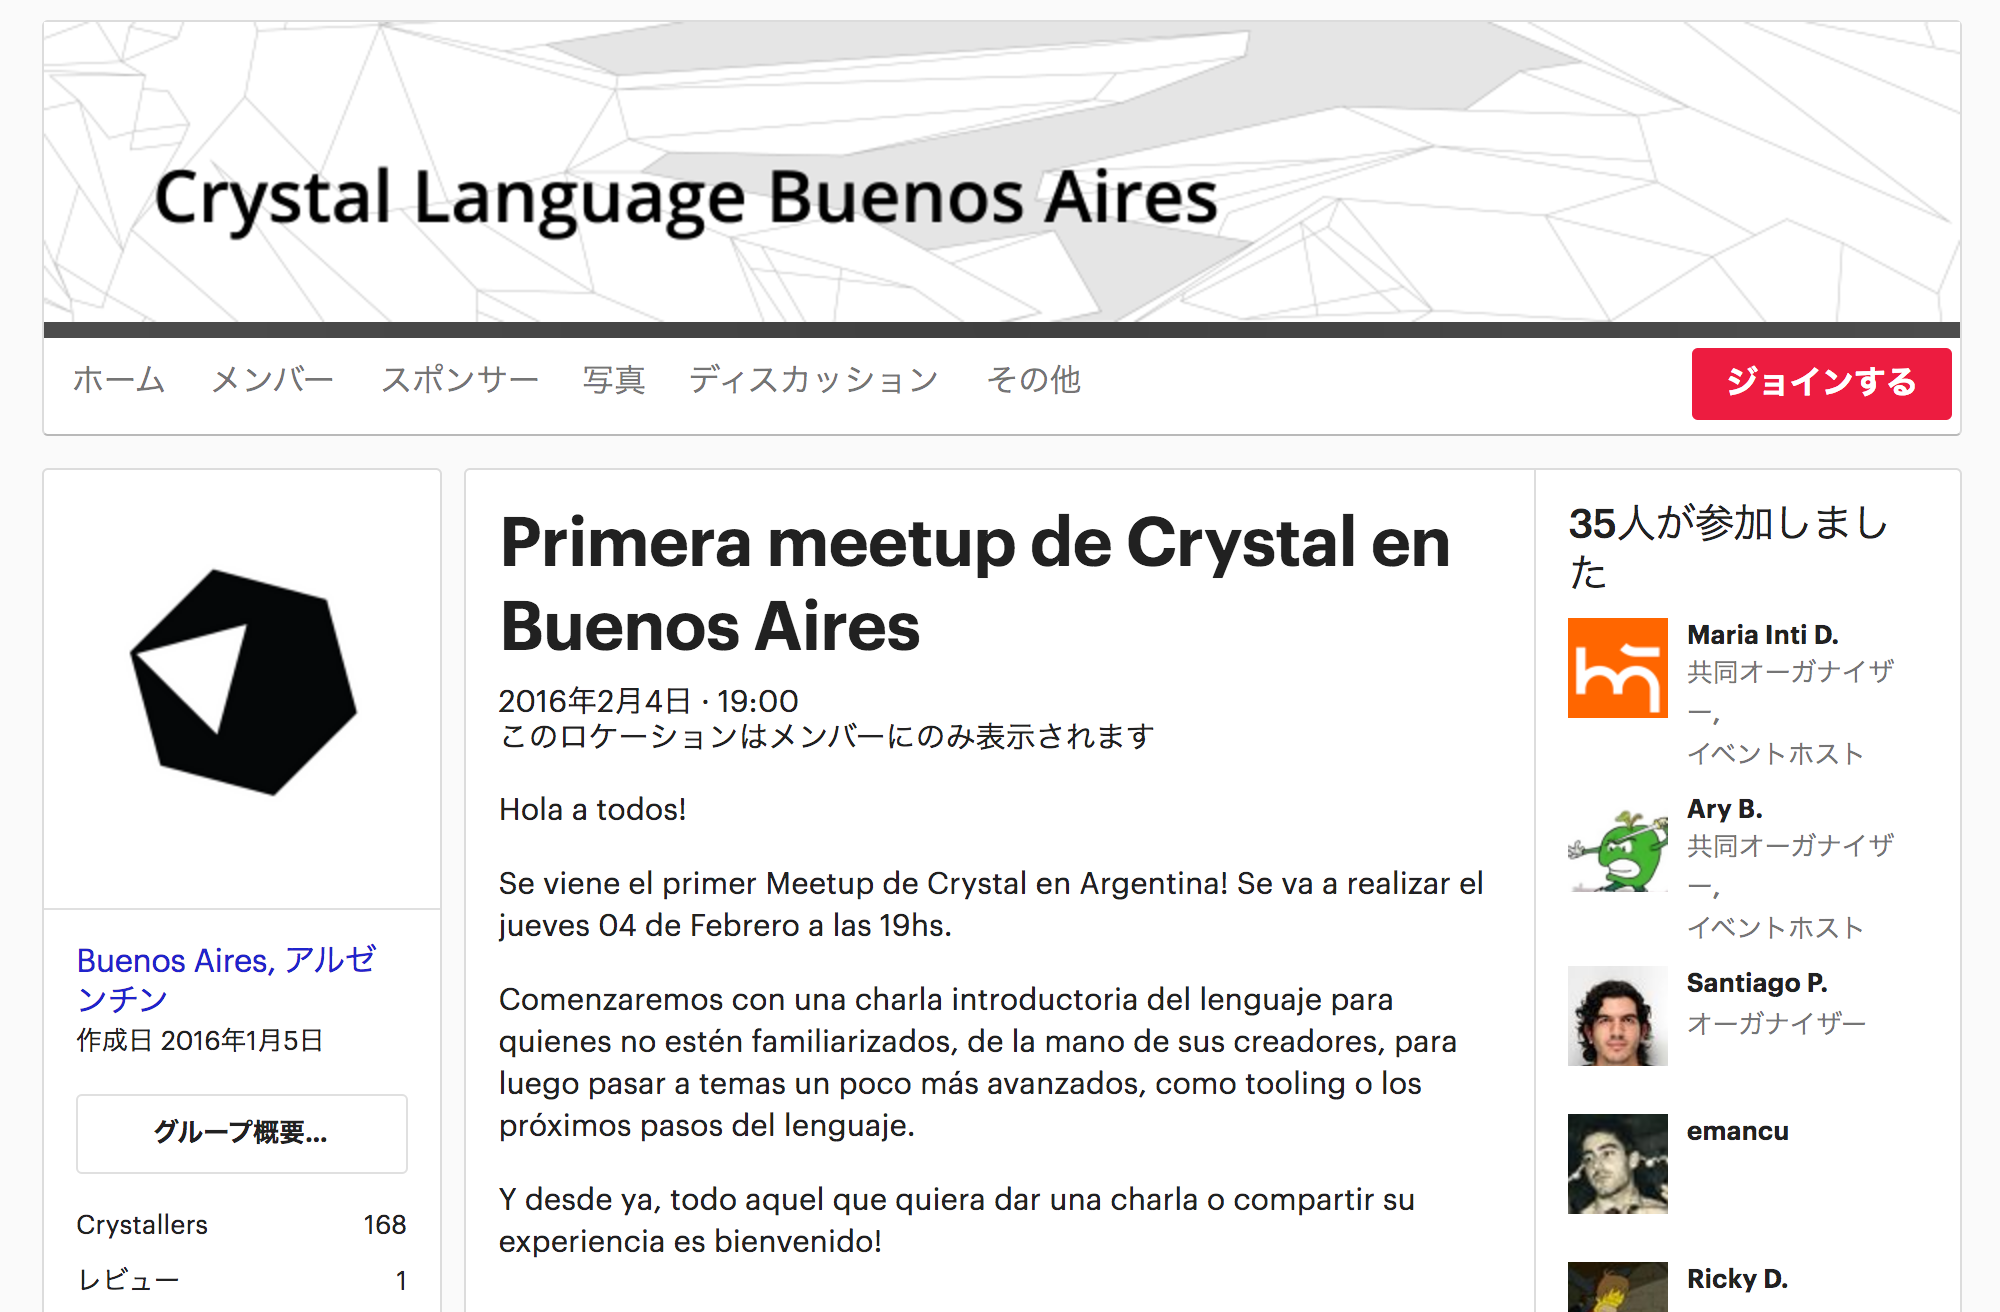 Crystal Language Buenos Aires
ホーム メンバー スポンサー 写真 ディスカッション その他
ジョインする
Buenos Aires, アルゼ
ンチン
作成日 2016年1月5日
グループ概要...
Crystallers 168
レビュー 1
Primera meetup de Crystal en
Buenos Aires
2016年2月4日 · 19:00
このロケーションはメンバーにのみ表示されます
Hola a todos!
Se viene el primer Meetup de Crystal en Argentina! Se va a realizar el
jueves 04 de Febrero a las 19hs.
Comenzaremos con una charla introductoria del lenguaje para
quienes no estén familiarizados, de la mano de sus creadores, para
luego pasar a temas un poco más avanzados, como tooling o los
próximos pasos del lenguaje.
Y desde ya, todo aquel que quiera dar una charla o compartir su
experiencia es bienvenido!
35人が参加しまし
た
Maria Inti D.
共同オーガナイザ
ー,
イベントホスト
Ary B.
共同オーガナイザ
ー,
イベントホスト
Santiago P.
オーガナイザー
emancu
Ricky D.